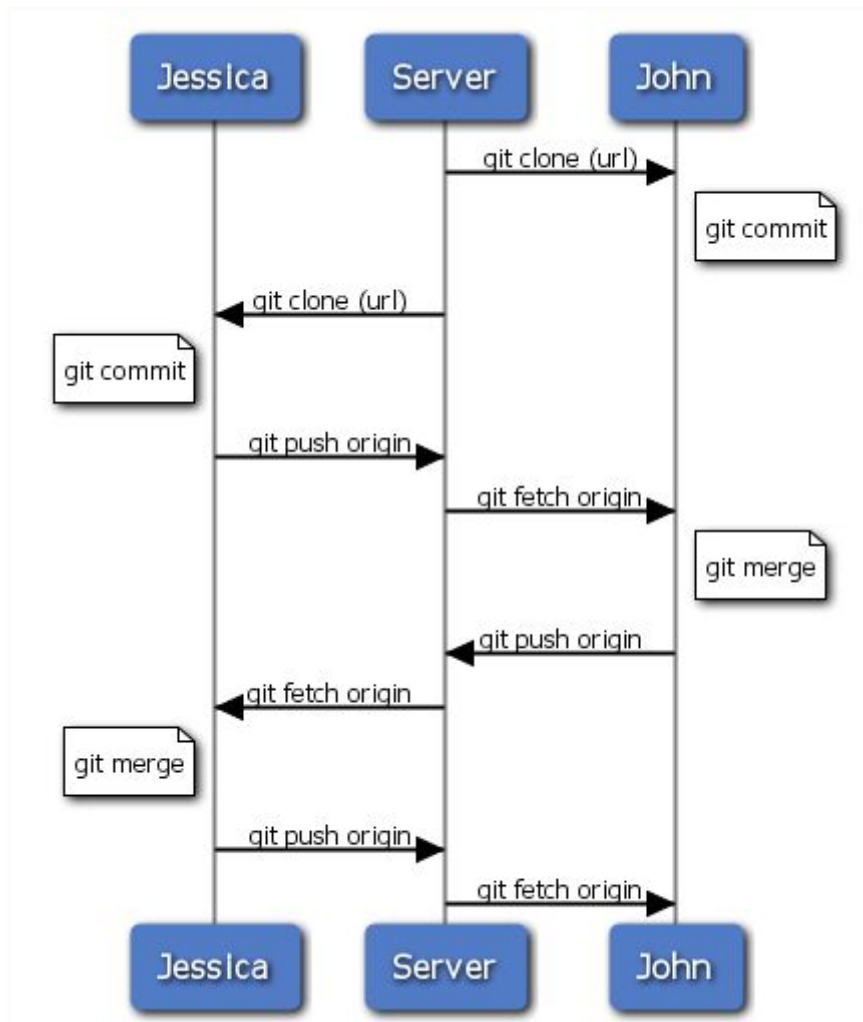 Jessica Server John
git clone (url)
git commit
git clone (url)
git commit
git push origin
git fetch origin
git merge
git push origin
git fetch origin
git merge
git push origin
git fetch origin
Jessica Server John